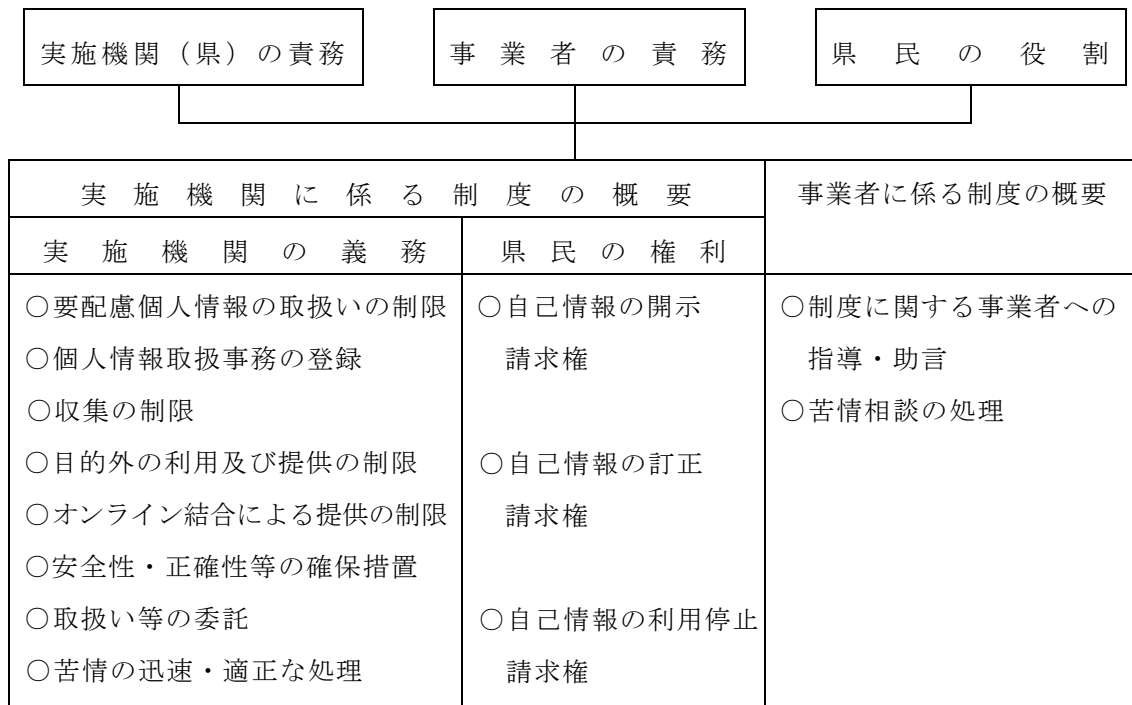 実施機関（県）の責務
事業者の責務
県民の役割
実施機関に係る制度の概要
事業者に係る制度の概要
実施機関の義務
県民の権利
○要配慮個人情報の取扱いの制限
○個人情報取扱事務の登録
○収集の制限
○目的外の利用及び提供の制限
○オンライン結合による提供の制限
○安全性・正確性等の確保措置
○取扱い等の委託
○苦情の迅速・適正な処理
○自己情報の開示
請求権
○自己情報の訂正
請求権
○自己情報の利用停止
請求権
○制度に関する事業者への
指導・助言
○苦情相談の処理